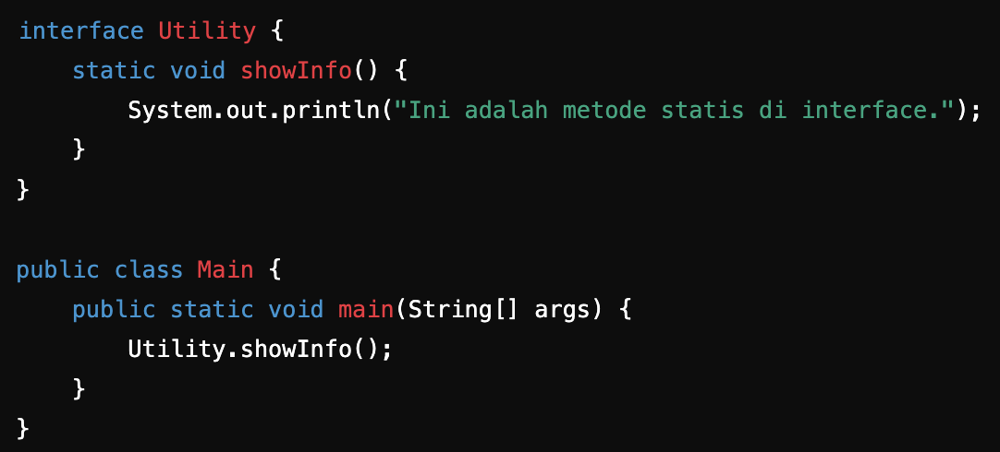 interface Utility {
    static void showInfo() {
        System.out.println("Ini adalah metode statis di interface.");
    }
}

public class Main {
    public static void main(String[] args) {
        Utility.showInfo();
    }
}